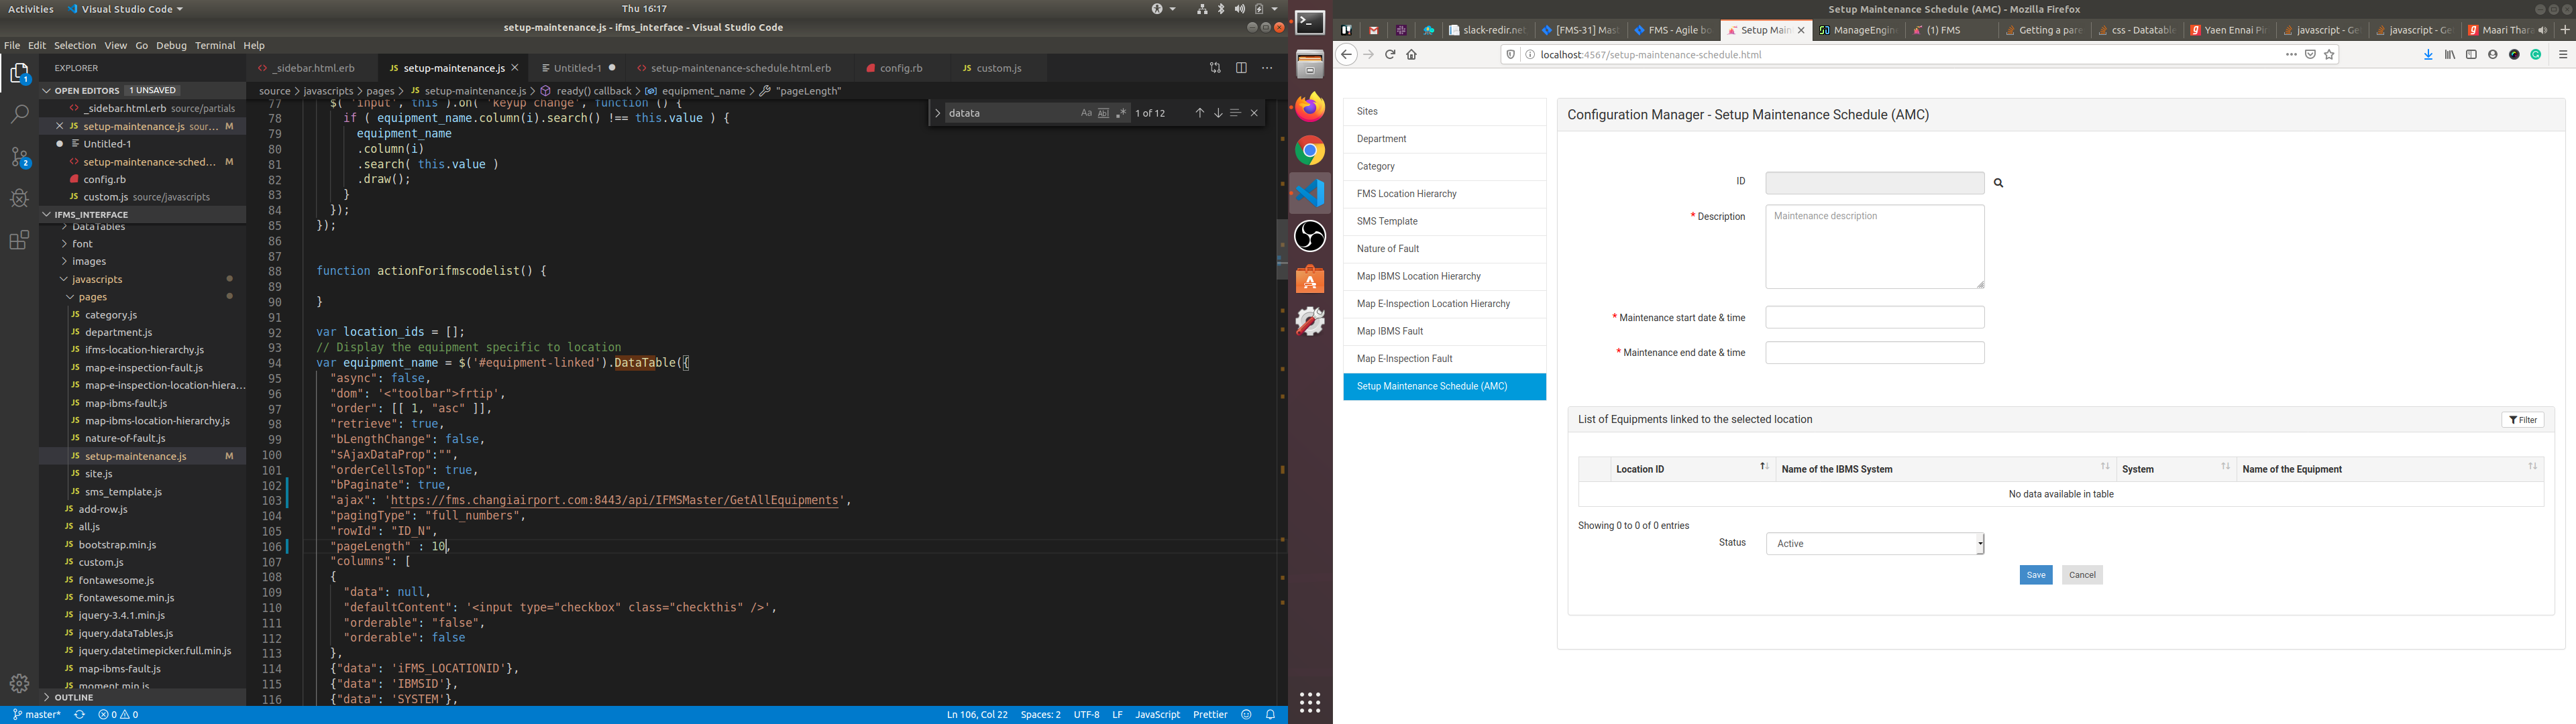 Activities Visual Studio Code Thu 16:17
setup-maintenance.js - ifms_interface - Visual Studio Code
File Edit Selection View Go Debug Terminal Help
EXPLORER
OPEN EDITORS 1 UNSAVED
_sidebar.html.erb source/partials
setup-maintenance.js sour... M
Untitled-1
setup-maintenance-sched... M
config.rb
custom.js source/javascripts
IFMS_INTERFACE
DataTables
font
images
javascripts
pages
category.js
department.js
ifms-location-hierarchy.js
map-e-inspection-fault.js
map-e-inspection-location-hiera...
map-ibms-fault.js
map-ibms-location-hierarchy.js
nature-of-fault.js
setup-maintenance.js M
site.js
sms_template.js
add-row.js
all.js
bootstrap.min.js
custom.js
fontawesome.js
fontawesome.min.js
jquery-3.4.1.min.js
jquery.dataTables.js
jquery.datetimepicker.full.min.js
map-ibms-fault.js
moment.min.js
OUTLINE
1
2
_sidebar.html.erb setup-maintenance.js Untitled-1 setup-maintenance-schedule.html.erb config.rb custom.js
source > javascripts > pages > setup-maintenance.js > ready() callback > equipment_name > "pageLength"
datata Aa Abl .* 1 of 12
77 $( 'input', this ).on( 'keyup change', function () {
78 if ( equipment_name.column(i).search() !== this.value ) {
79 equipment_name
80 .column(i)
81 .search( this.value )
82 .draw();
83 }
84 });
85 });
86
87
88 function actionForifmscodelist() {
89
90 }
91
92 var location_ids = [];
93 // Display the equipment specific to location
94 var equipment_name = $('#equipment-linked').DataTable({
95 "async": false,
96 "dom": '<"toolbar">frtip',
97 "order": [[ 1, "asc" ]],
98 "retrieve": true,
99 "bLengthChange": false,
100 "sAjaxDataProp":"",
101 "orderCellsTop": true,
102 "bPaginate": true,
103 "ajax": 'https://fms.changiairport.com:8443/api/IFMSMaster/GetAllEquipments',
104 "pagingType": "full_numbers",
105 "rowId": "ID_N",
106 "pageLength" : 10,
107 "columns": [
108 {
109 "data": null,
110 "defaultContent": '<input type="checkbox" class="checkthis" />',
111 "orderable": "false",
112 "orderable": false
113 },
114 {"data": 'iFMS_LOCATIONID'},
115 {"data": 'IBMSID'},
116 {"data": 'SYSTEM'},
master* 0 0 Ln 106, Col 22 Spaces: 2 UTF-8 LF JavaScript Prettier
Setup Maintenance Schedule (AMC) - Mozilla Firefox
slack-redir.net [FMS-31] Mast FMS - Agile bo Setup Main ManageEngin (1) FMS Getting a pare css - Datatabl Yaen Ennai Pi javascript - Ge javascript - Ge Maari Thara
localhost:4567/setup-maintenance-schedule.html
Sites
Department
Category
FMS Location Hierarchy
SMS Template
Nature of Fault
Map IBMS Location Hierarchy
Map E-Inspection Location Hierarchy
Map IBMS Fault
Map E-Inspection Fault
Setup Maintenance Schedule (AMC)
Configuration Manager - Setup Maintenance Schedule (AMC)
ID
* Description Maintenance description
* Maintenance start date & time
* Maintenance end date & time
List of Equipments linked to the selected location Filter
Location ID Name of the IBMS System System Name of the Equipment
No data available in table
Showing 0 to 0 of 0 entries
Status Active
Save Cancel